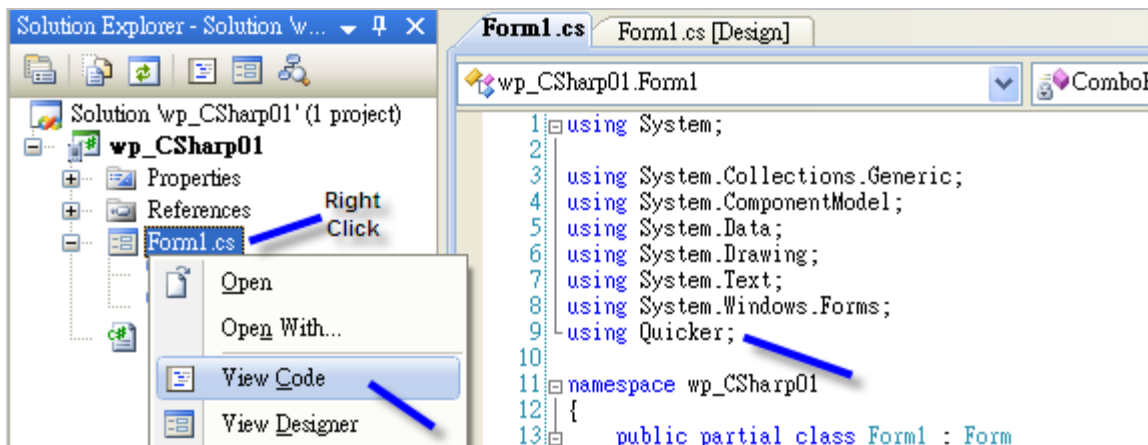 Solution Explorer - Solution 'w...
Solution 'wp_CSharp01' (1 project)
wp_CSharp01
Properties
References
Form1.cs
Right
Click
Open
Open With...
View Code
View Designer
Form1.cs
Form1.cs [Design]
wp_CSharp01.Form1
1 using System;
2
3 using System.Collections.Generic;
4 using System.ComponentModel;
5 using System.Data;
6 using System.Drawing;
7 using System.Text;
8 using System.Windows.Forms;
9 using Quicker;
10
11 namespace wp_CSharp01
12 {
13 public partial class Form1 : Form